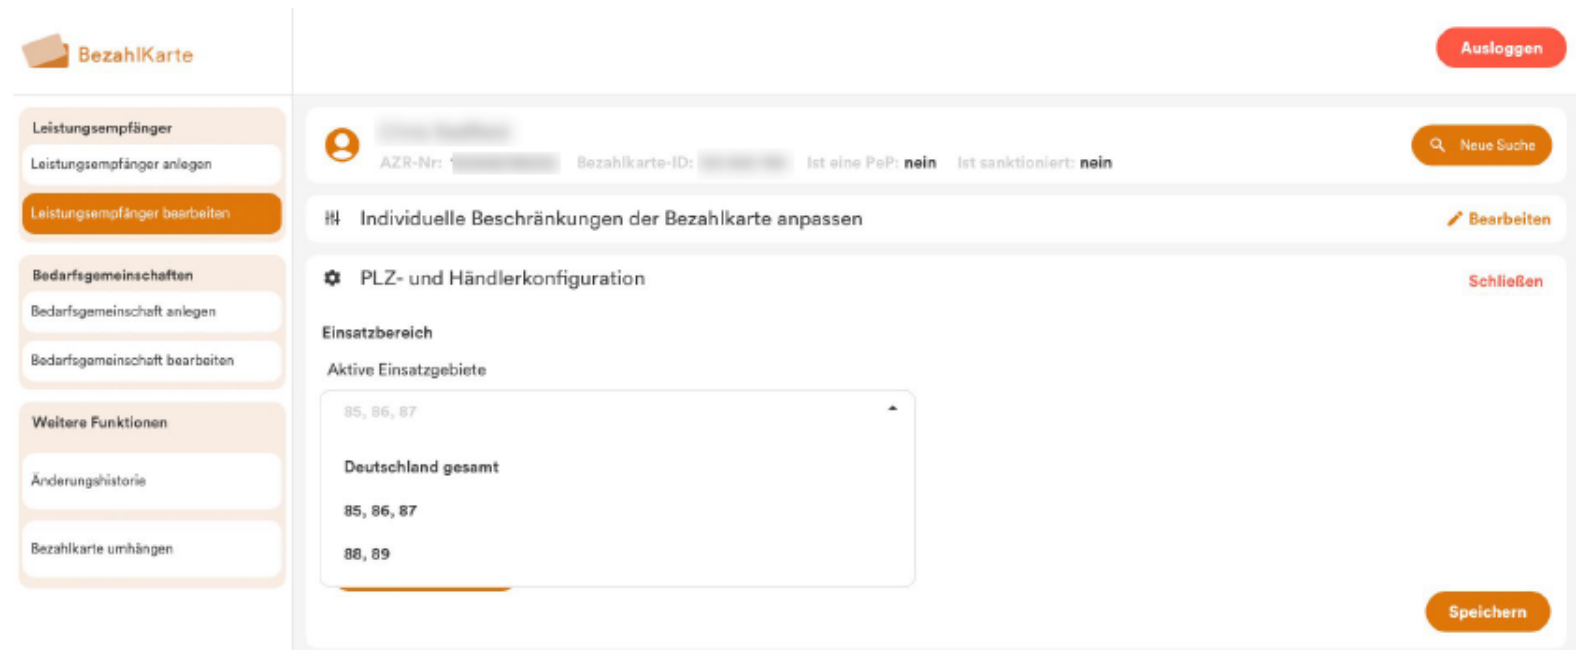 BezahlKarte
Ausloggen
Leistungsempfänger
Leistungsempfänger anlegen
Leistungsempfänger bearbeiten
Bedarfsgemeinschaften
Bedarfsgemeinschaft anlegen
Bedarfsgemeinschaft bearbeiten
Weitere Funktionen
Änderungshistorie
Bezahlkarte umhängen
AZR-Nr: Bezahlkarte-ID: Ist eine PeP: nein Ist sanktioniert: nein
Neue Suche
Individuelle Beschränkungen der Bezahlkarte anpassen
Bearbeiten
PLZ- und Händlerkonfiguration
Schließen
Einsatzbereich
Aktive Einsatzgebiete
85, 86, 87
Deutschland gesamt
85, 86, 87
88, 89
Speichern